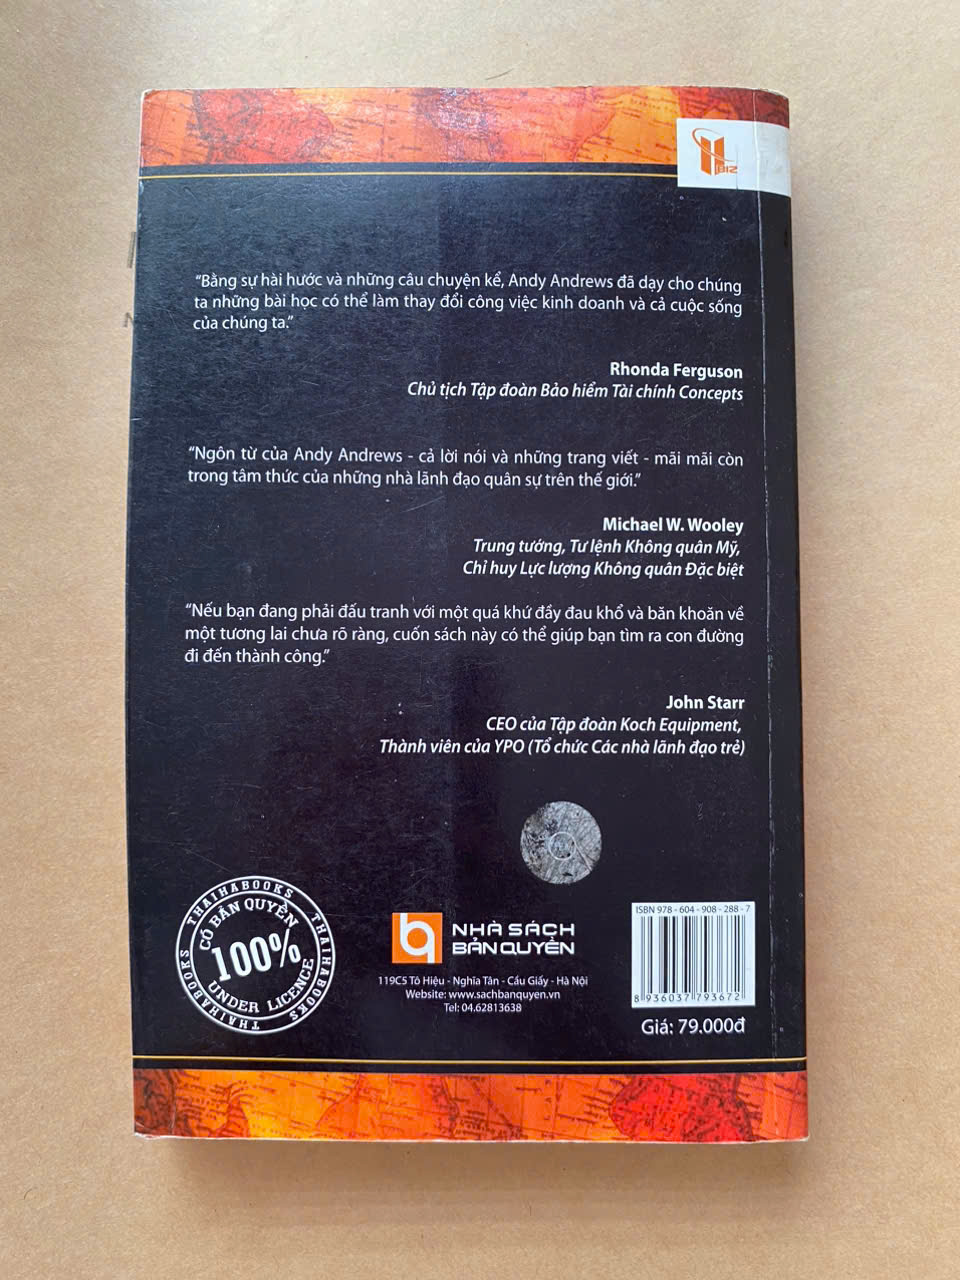 H
BIZ
“Bằng sự hài hước và những câu chuyện kể, Andy Andrews đã dạy cho chúng
ta những bài học có thể làm thay đổi công việc kinh doanh và cả cuộc sống
của chúng ta.”
Rhonda Ferguson
Chủ tịch Tập đoàn Bảo hiểm Tài chính Concepts
“Ngôn từ của Andy Andrews - cả lời nói và những trang viết - mãi mãi còn
trong tâm thức của những nhà lãnh đạo quân sự trên thế giới.”
Michael W. Wooley
Trung tướng, Tư lệnh Không quân Mỹ,
Chỉ huy Lực lượng Không quân Đặc biệt
“Nếu bạn đang phải đấu tranh với một quá khứ đầy đau khổ và băn khoăn về
một tương lai chưa rõ ràng, cuốn sách này có thể giúp bạn tìm ra con đường
đi đến thành công.”
John Starr
CEO của Tập đoàn Koch Equipment,
Thành viên của YPO (Tổ chức Các nhà lãnh đạo trẻ)
THAIHABOOKS THAIHABOOKS THAIHABOOKS
CÓ BẢN QUYỀN
100%
UNDER LICENCE
NHÀ SÁCH
BẢN QUYỀN
119C5 Tô Hiệu - Nghĩa Tân - Cầu Giấy - Hà Nội
Website: www.sachbanquyen.vn
Tel: 04.62813638
ISBN 978 - 604 - 908 - 288 - 7
8 936037 793672
Giá: 79.000đ